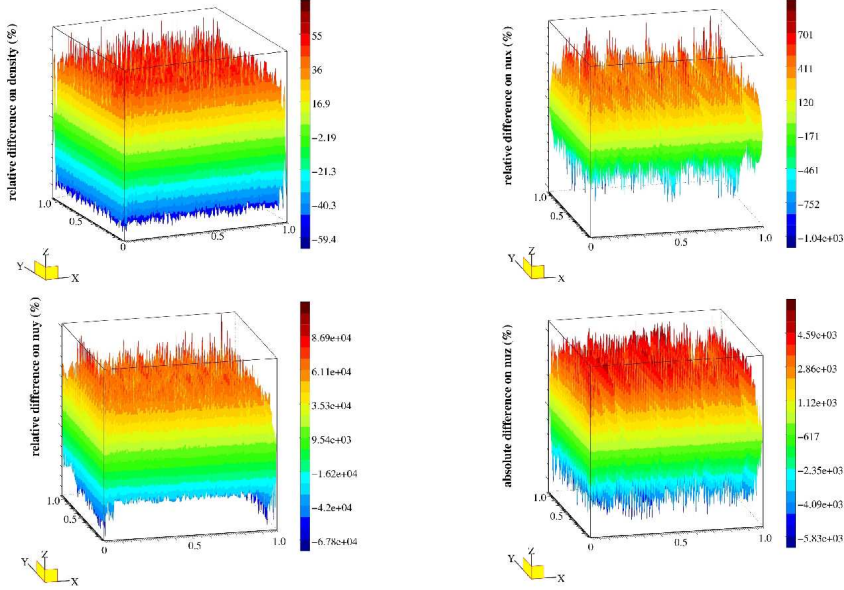 relative difference on density (%)
55
36
16.9
−2.19
−21.3
−40.3
−59.4
1.0
0.5
0
0.5
1.0
Z
Y
X
relative difference on nux (%)
701
411
120
−171
−461
−752
−1.04e+03
1.0
0.5
0
0.5
1.0
Z
Y
X
relative difference on nuy (%)
8.69e+04
6.11e+04
3.53e+04
9.54e+03
−1.62e+04
−4.2e+04
−6.78e+04
1.0
0.5
0
0.5
1.0
Z
Y
X
absolute difference on nuz (%)
4.59e+03
2.86e+03
1.12e+03
−617
−2.35e+03
−4.09e+03
−5.83e+03
1.0
0.5
0
0.5
1.0
Z
Y
X